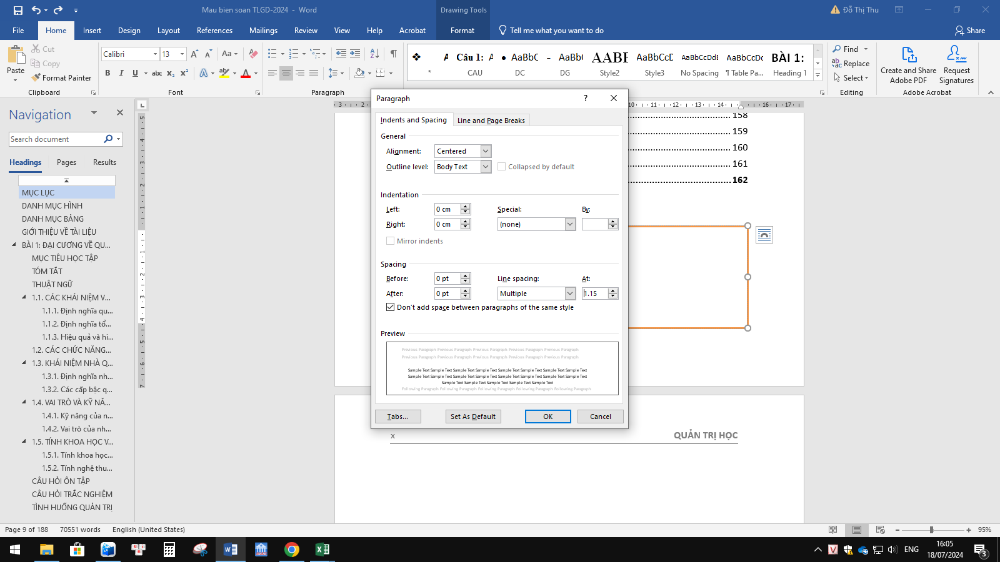 Mau bien soan TLGD-2024 - Word
Drawing Tools
Đỗ Thị Thu
File Home Insert Design Layout References Mailings Review View Help Acrobat Format Tell me what you want to do Share
Paste
Cut
Copy
Format Painter
Clipboard
Calibri 13
Font
Paragraph
Câu 1: AaBbC AaBb( AABE AaBbCcD AaBbCcDdE AaBbCcDc BÀI 1:
* CAU DC DG Style2 Style3 No Spacing ¶ Table Pa... Heading 1
Find
Replace
Select
Editing
Create and Share Adobe PDF
Request Signatures
Adobe Acrobat
Navigation
Search document
Headings Pages Results
MỤC LỤC
DANH MỤC HÌNH
DANH MỤC BẢNG
GIỚI THIỆU VỀ TÀI LIỆU
BÀI 1: ĐẠI CƯƠNG VỀ QU...
MỤC TIÊU HỌC TẬP
TÓM TẮT
THUẬT NGỮ
1.1. CÁC KHÁI NIỆM V...
1.1.1. Định nghĩa qu...
1.1.2. Định nghĩa tổ...
1.1.3. Hiệu quả và hi...
1.2. CÁC CHỨC NĂNG...
1.3. KHÁI NIỆM NHÀ Q...
1.3.1. Định nghĩa nh...
1.3.2. Các cấp bậc q...
1.4. VAI TRÒ VÀ KỸ NĂ...
1.4.1. Kỹ năng của n...
1.4.2. Vai trò của nh...
1.5. TÍNH KHOA HỌC V...
1.5.1. Tính khoa học...
1.5.2. Tính nghệ thu...
CÂU HỎI ÔN TẬP
CÂU HỎI TRẮC NGHIỆM
TÌNH HUỐNG QUẢN TRỊ
3 2 10 11 12 13 14 16 17
158
159
160
161
162
Paragraph ?
Indents and Spacing Line and Page Breaks
General
Alignment: Centered
Outline level: Body Text Collapsed by default
Indentation
Left: 0 cm Special: By:
Right: 0 cm (none)
Mirror indents
Spacing
Before: 0 pt Line spacing: At:
After: 0 pt Multiple 1.15
Don't add space between paragraphs of the same style
Preview
Previous Paragraph Previous Paragraph Previous Paragraph Previous Paragraph Previous Paragraph
Previous Paragraph Previous Paragraph Previous Paragraph Previous Paragraph Previous Paragraph
Sample Text Sample Text Sample Text Sample Text Sample Text Sample Text Sample Text Sample Text
Sample Text Sample Text Sample Text Sample Text Sample Text Sample Text Sample Text Sample Text
Sample Text Sample Text Sample Text Sample Text Sample Text
Following Paragraph Following Paragraph Following Paragraph Following Paragraph Following Paragraph
Tabs... Set As Default OK Cancel
x QUẢN TRỊ HỌC
Page 9 of 188 70551 words English (United States) 95%
ENG
16:05
18/07/2024
3